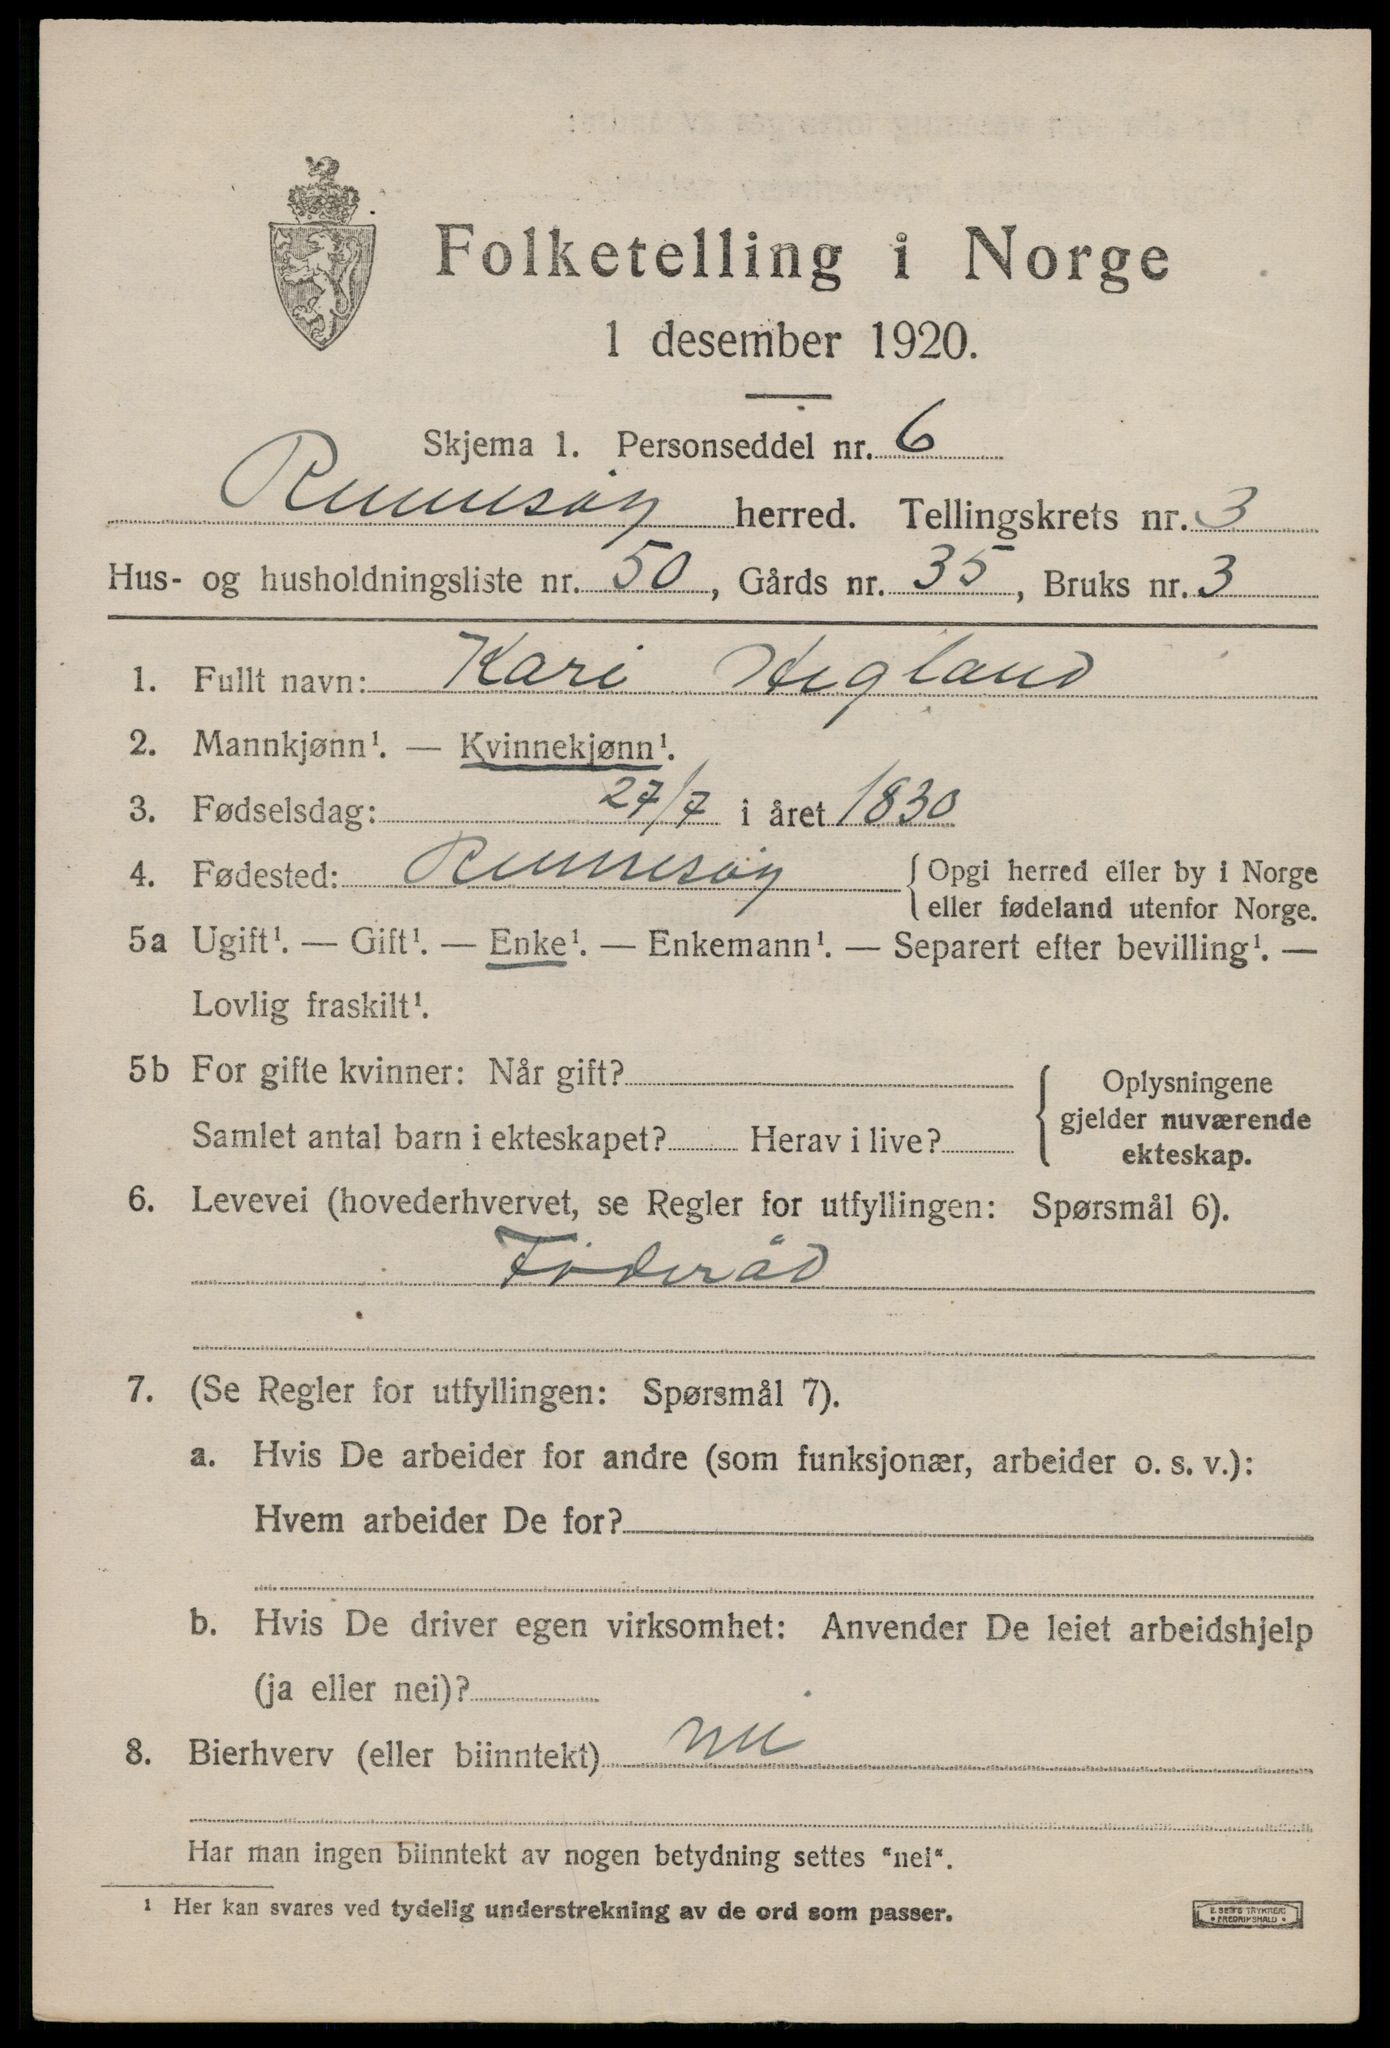 Folketelling i Norge
1 desember 1920.
Skjema 1. Personseddel nr. 6
Rennesøy herred. Tellingskrets nr. 3
Hus- og husholdningsliste nr. 50, Gårds nr. 35, Bruks nr. 3
1. Fullt navn: Kari Hegland
2. Mannkjønn¹. — Kvinnekjønn¹.
3. Fødselsdag: 27/7 i året 1830
4. Fødested: Rennesøy { Opgi herred eller by i Norge
eller fødeland utenfor Norge.
5a Ugift¹. — Gift¹. — Enke¹. — Enkemann¹. — Separert efter bevilling¹. —
Lovlig fraskilt¹.
5b For gifte kvinner: Når gift?
Samlet antal barn i ekteskapet? Herav i live?
Oplysningene
gjelder nuværende
ekteskap.
6. Levevei (hovederhvervet, se Regler for utfyllingen: Spørsmål 6).
Føderåd
7. (Se Regler for utfyllingen: Spørsmål 7).
a. Hvis De arbeider for andre (som funksjonær, arbeider o. s. v.):
Hvem arbeider De for?
b. Hvis De driver egen virksomhet: Anvender De leiet arbeidshjelp
(ja eller nei)?
8. Bierhverv (eller biinntekt) nei
Har man ingen biinntekt av nogen betydning settes "nei".
¹ Her kan svares ved tydelig understrekning av de ord som passer.
E. SEMS TRYKKERI
• FREDRIKSHALD •